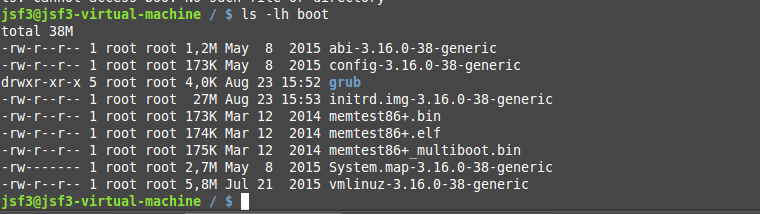 ls: cannot access boot: No such file or directory
jsf3@jsf3-virtual-machine / $ ls -lh boot
total 38M
-rw-r--r-- 1 root root 1,2M May  8  2015 abi-3.16.0-38-generic
-rw-r--r-- 1 root root 173K May  8  2015 config-3.16.0-38-generic
drwxr-xr-x 5 root root 4,0K Aug 23 15:52 grub
-rw-r--r-- 1 root root  27M Aug 23 15:53 initrd.img-3.16.0-38-generic
-rw-r--r-- 1 root root 173K Mar 12  2014 memtest86+.bin
-rw-r--r-- 1 root root 174K Mar 12  2014 memtest86+.elf
-rw-r--r-- 1 root root 175K Mar 12  2014 memtest86+_multiboot.bin
-rw------- 1 root root 2,7M May  8  2015 System.map-3.16.0-38-generic
-rw-r--r-- 1 root root 5,8M Jul 21  2015 vmlinuz-3.16.0-38-generic
jsf3@jsf3-virtual-machine / $